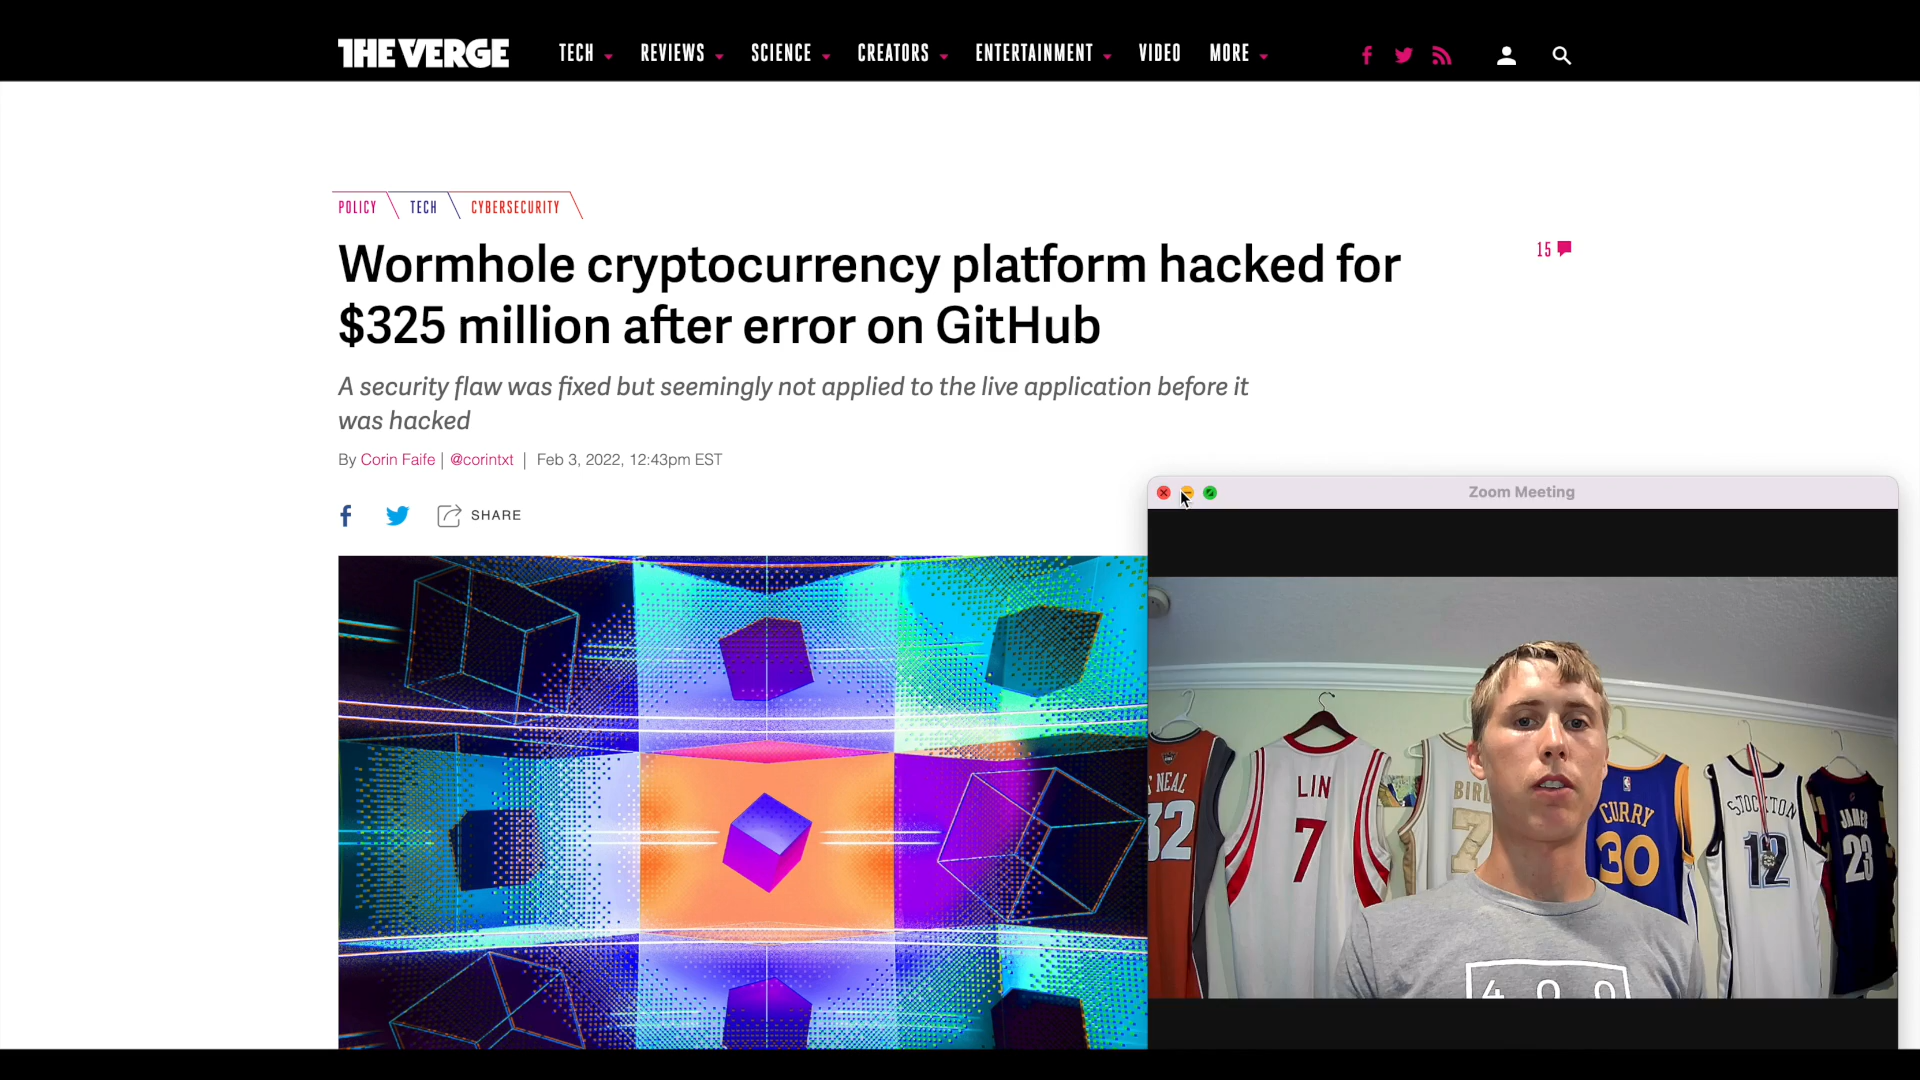 THE VERGE
TECH REVIEWS SCIENCE CREATORS ENTERTAINMENT VIDEO MORE
POLICY TECH CYBERSECURITY
Wormhole cryptocurrency platform hacked for
$325 million after error on GitHub
15
A security flaw was fixed but seemingly not applied to the live application before it
was hacked
By Corin Faife | @corintxt | Feb 3, 2022, 12:43pm EST
SHARE
Zoom Meeting
NEAL
32
LIN
7
BIRD
CURRY
30
STOCKTON
12
JAMES
23
400